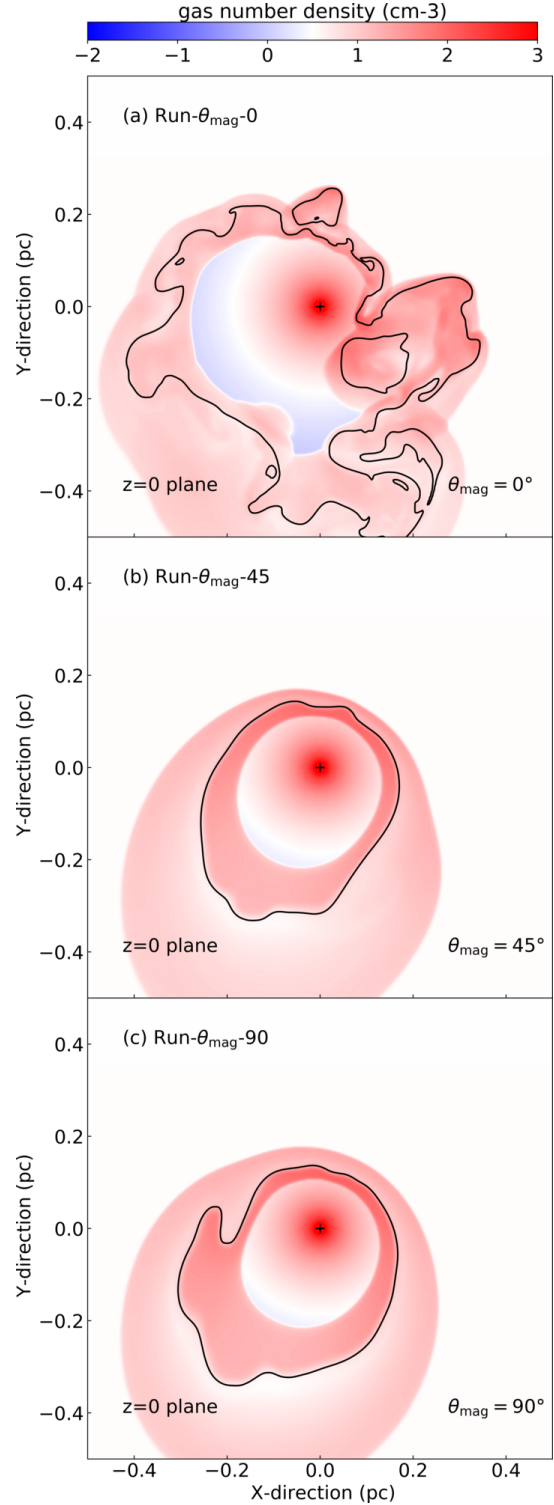 gas number density (cm-3)
−2 −1 0 1 2 3
(a) Run-θmag-0
0.4
0.2
0.0
−0.2
−0.4
Y-direction (pc)
z=0 plane θmag = 0°
(b) Run-θmag-45
0.4
0.2
0.0
−0.2
−0.4
Y-direction (pc)
z=0 plane θmag = 45°
(c) Run-θmag-90
0.4
0.2
0.0
−0.2
−0.4
Y-direction (pc)
z=0 plane θmag = 90°
−0.4 −0.2 0.0 0.2 0.4
X-direction (pc)